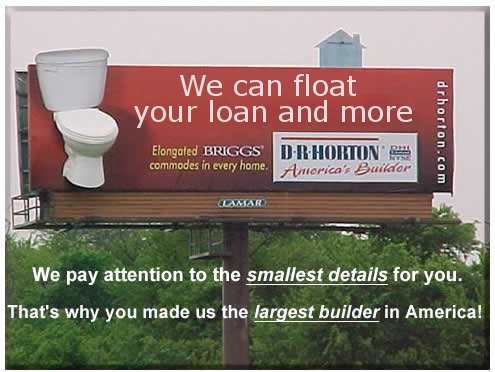 We can float
your loan and more
Elongated BRIGGS®
commodes in every home.
D·R·HORTON®
DHI
NYSE
America's Builder
drhorton.com
LAMAR
We pay attention to the smallest details for you.
That's why you made us the largest builder in America!